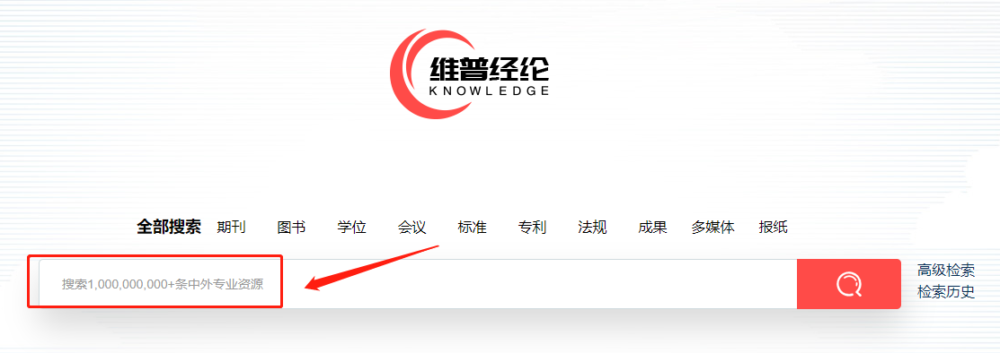 维普经纶
KNOWLEDGE
全部搜索 期刊 图书 学位 会议 标准 专利 法规 成果 多媒体 报纸
搜索1,000,000,000+条中外专业资源
高级检索
检索历史